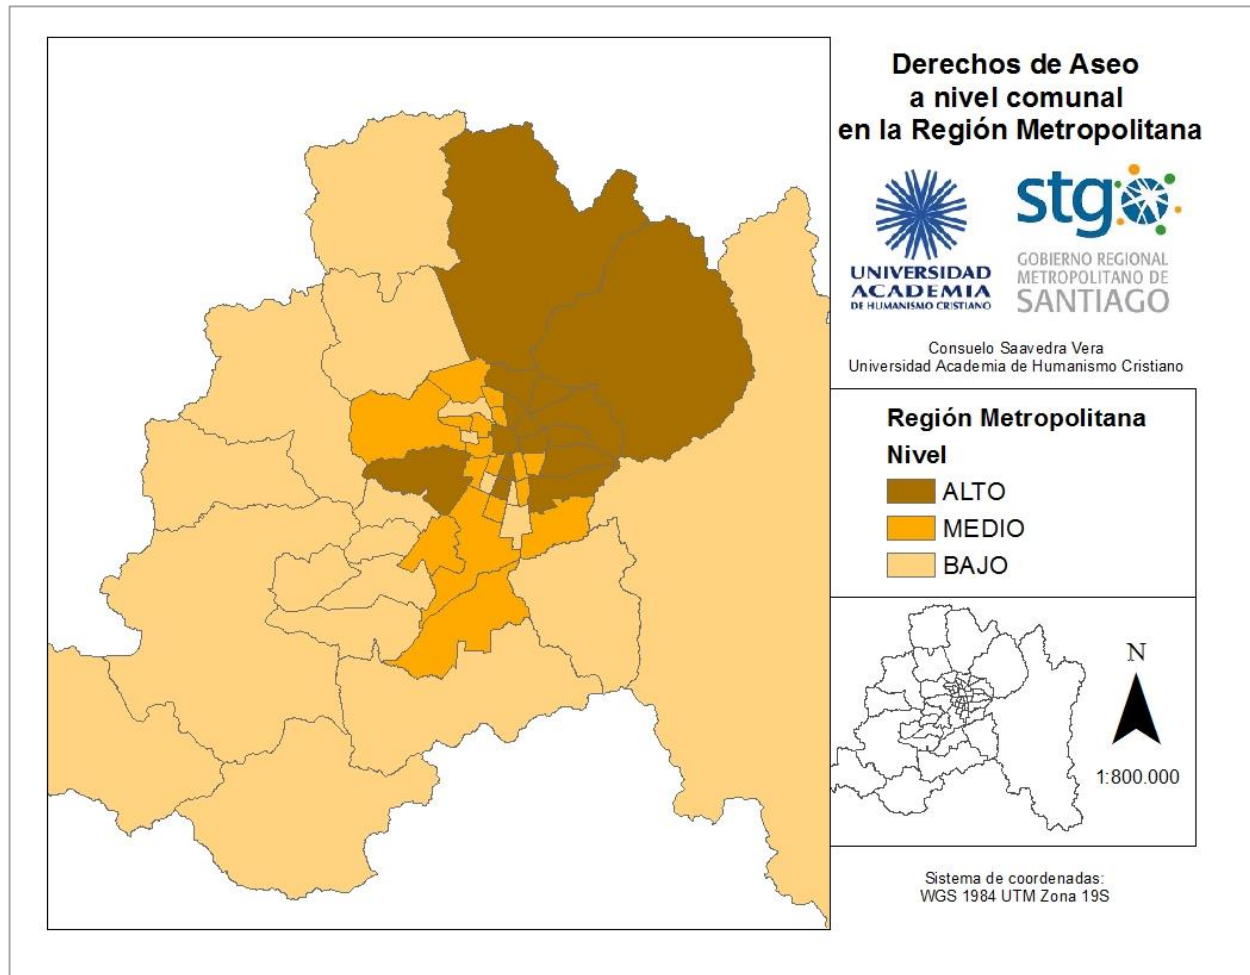 Derechos de Aseo
a nivel comunal
en la Región Metropolitana
UNIVERSIDAD
ACADEMIA
DE HUMANISMO CRISTIANO
stgo
GOBIERNO REGIONAL
METROPOLITANO DE
SANTIAGO
Consuelo Saavedra Vera
Universidad Academia de Humanismo Cristiano
Región Metropolitana
Nivel
ALTO
MEDIO
BAJO
N
1:800.000
Sistema de coordenadas:
WGS 1984 UTM Zona 19S